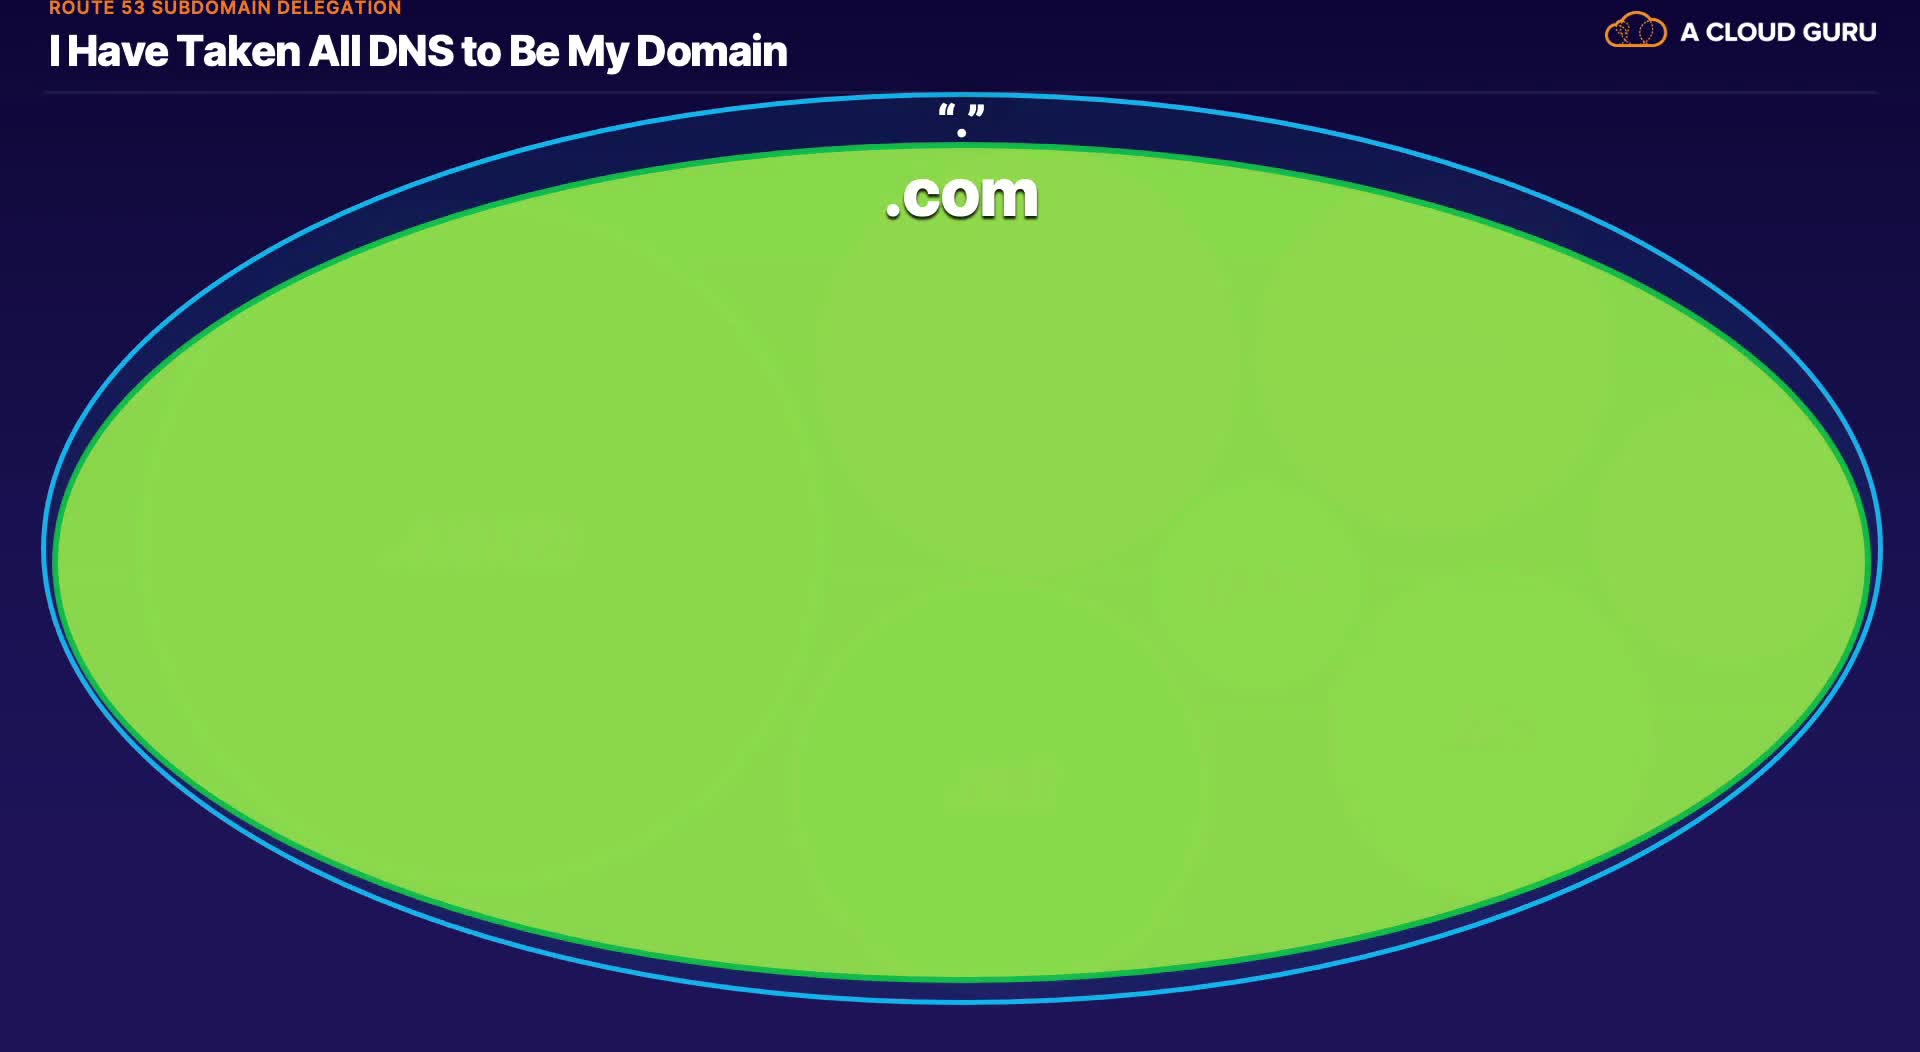 ROUTE 53 SUBDOMAIN DELEGATION
I Have Taken All DNS to Be My Domain
A CLOUD GURU
“.”
.com